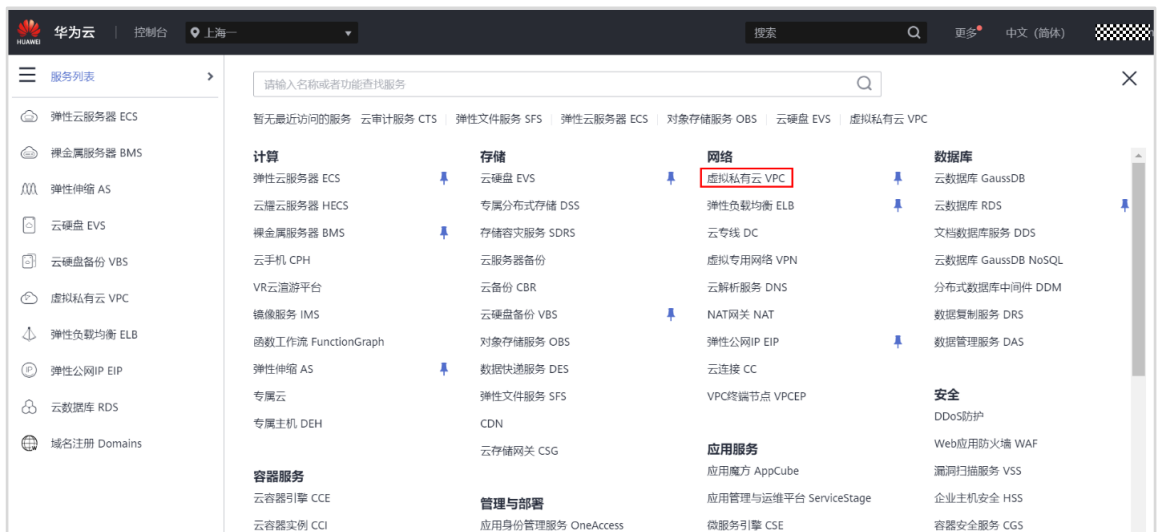 HUAWEI 华为云 控制台 上海一 搜索 更多 中文 (简体)
服务列表
弹性云服务器 ECS
裸金属服务器 BMS
弹性伸缩 AS
云硬盘 EVS
云硬盘备份 VBS
虚拟私有云 VPC
弹性负载均衡 ELB
弹性公网IP EIP
云数据库 RDS
域名注册 Domains
请输入名称或者功能查找服务
暂无最近访问的服务 云审计服务 CTS 弹性文件服务 SFS 弹性云服务器 ECS 对象存储服务 OBS 云硬盘 EVS 虚拟私有云 VPC
计算
弹性云服务器 ECS
云耀云服务器 HECS
裸金属服务器 BMS
云手机 CPH
VR云渲游平台
镜像服务 IMS
函数工作流 FunctionGraph
弹性伸缩 AS
专属云
专属主机 DEH
容器服务
云容器引擎 CCE
云容器实例 CCI
存储
云硬盘 EVS
专属分布式存储 DSS
存储容灾服务 SDRS
云服务器备份
云备份 CBR
云硬盘备份 VBS
对象存储服务 OBS
数据快递服务 DES
弹性文件服务 SFS
CDN
云存储网关 CSG
管理与部署
应用身份管理服务 OneAccess
网络
虚拟私有云 VPC
弹性负载均衡 ELB
云专线 DC
虚拟专用网络 VPN
云解析服务 DNS
NAT网关 NAT
弹性公网IP EIP
云连接 CC
VPC终端节点 VPCEP
应用服务
应用魔方 AppCube
应用管理与运维平台 ServiceStage
微服务引擎 CSE
数据库
云数据库 GaussDB
云数据库 RDS
文档数据库服务 DDS
云数据库 GaussDB NoSQL
分布式数据库中间件 DDM
数据复制服务 DRS
数据管理服务 DAS
安全
DDoS防护
Web应用防火墙 WAF
漏洞扫描服务 VSS
企业主机安全 HSS
容器安全服务 CGS